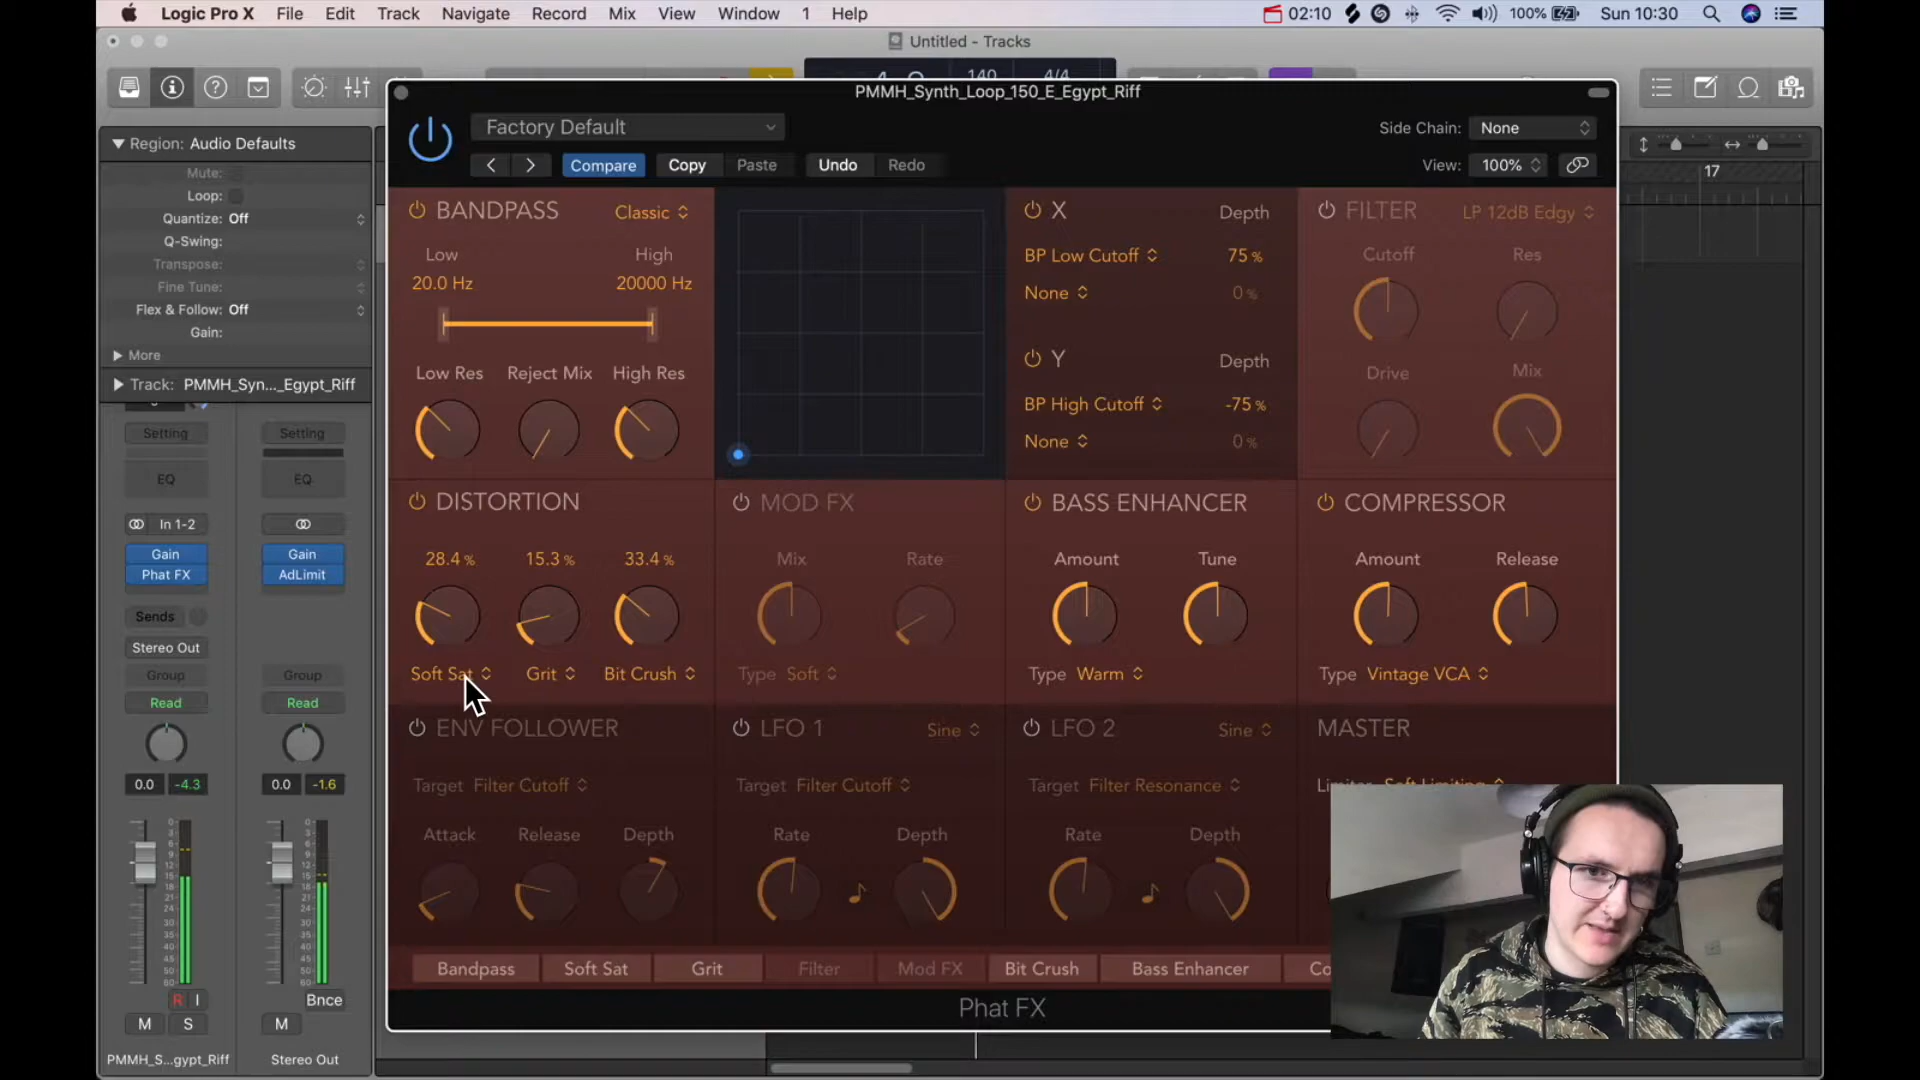 Logic Pro X File Edit Track Navigate Record Mix View Window 1 Help 02:10 100% Sun 10:30
Untitled - Tracks
140 4/4
PMMH_Synth_Loop_150_E_Egypt_Riff
Factory Default
Side Chain: None
Compare Copy Paste Undo Redo
View: 100%
Region: Audio Defaults
Mute:
Loop:
Quantize: Off
Q-Swing:
Transpose:
Fine Tune:
Flex & Follow: Off
Gain:
More
Track: PMMH_Syn..._Egypt_Riff
17
BANDPASS Classic
Low High
20.0 Hz 20000 Hz
Low Res Reject Mix High Res
X Depth
BP Low Cutoff 75 %
None 0 %
Y Depth
BP High Cutoff -75 %
None 0 %
FILTER LP 12dB Edgy
Cutoff Res
Drive Mix
DISTORTION
28.4 % 15.3 % 33.4 %
Soft Sat Grit Bit Crush
MOD FX
Mix Rate
Type Soft
BASS ENHANCER
Amount Tune
Type Warm
COMPRESSOR
Amount Release
Type Vintage VCA
ENV FOLLOWER
Target Filter Cutoff
Attack Release Depth
LFO 1 Sine
Target Filter Cutoff
Rate Depth
LFO 2 Sine
Target Filter Resonance
Rate Depth
MASTER
Limiter Soft Limiting
Bandpass Soft Sat Grit Filter Mod FX Bit Crush Bass Enhancer Co
Phat FX
Setting Setting
EQ EQ
In 1-2
Gain Gain
Phat FX AdLimit
Sends
Stereo Out
Group Group
Read Read
0.0 -4.3 0.0 -1.6
R I Bnce
M S M
PMMH_S...gypt_Riff Stereo Out